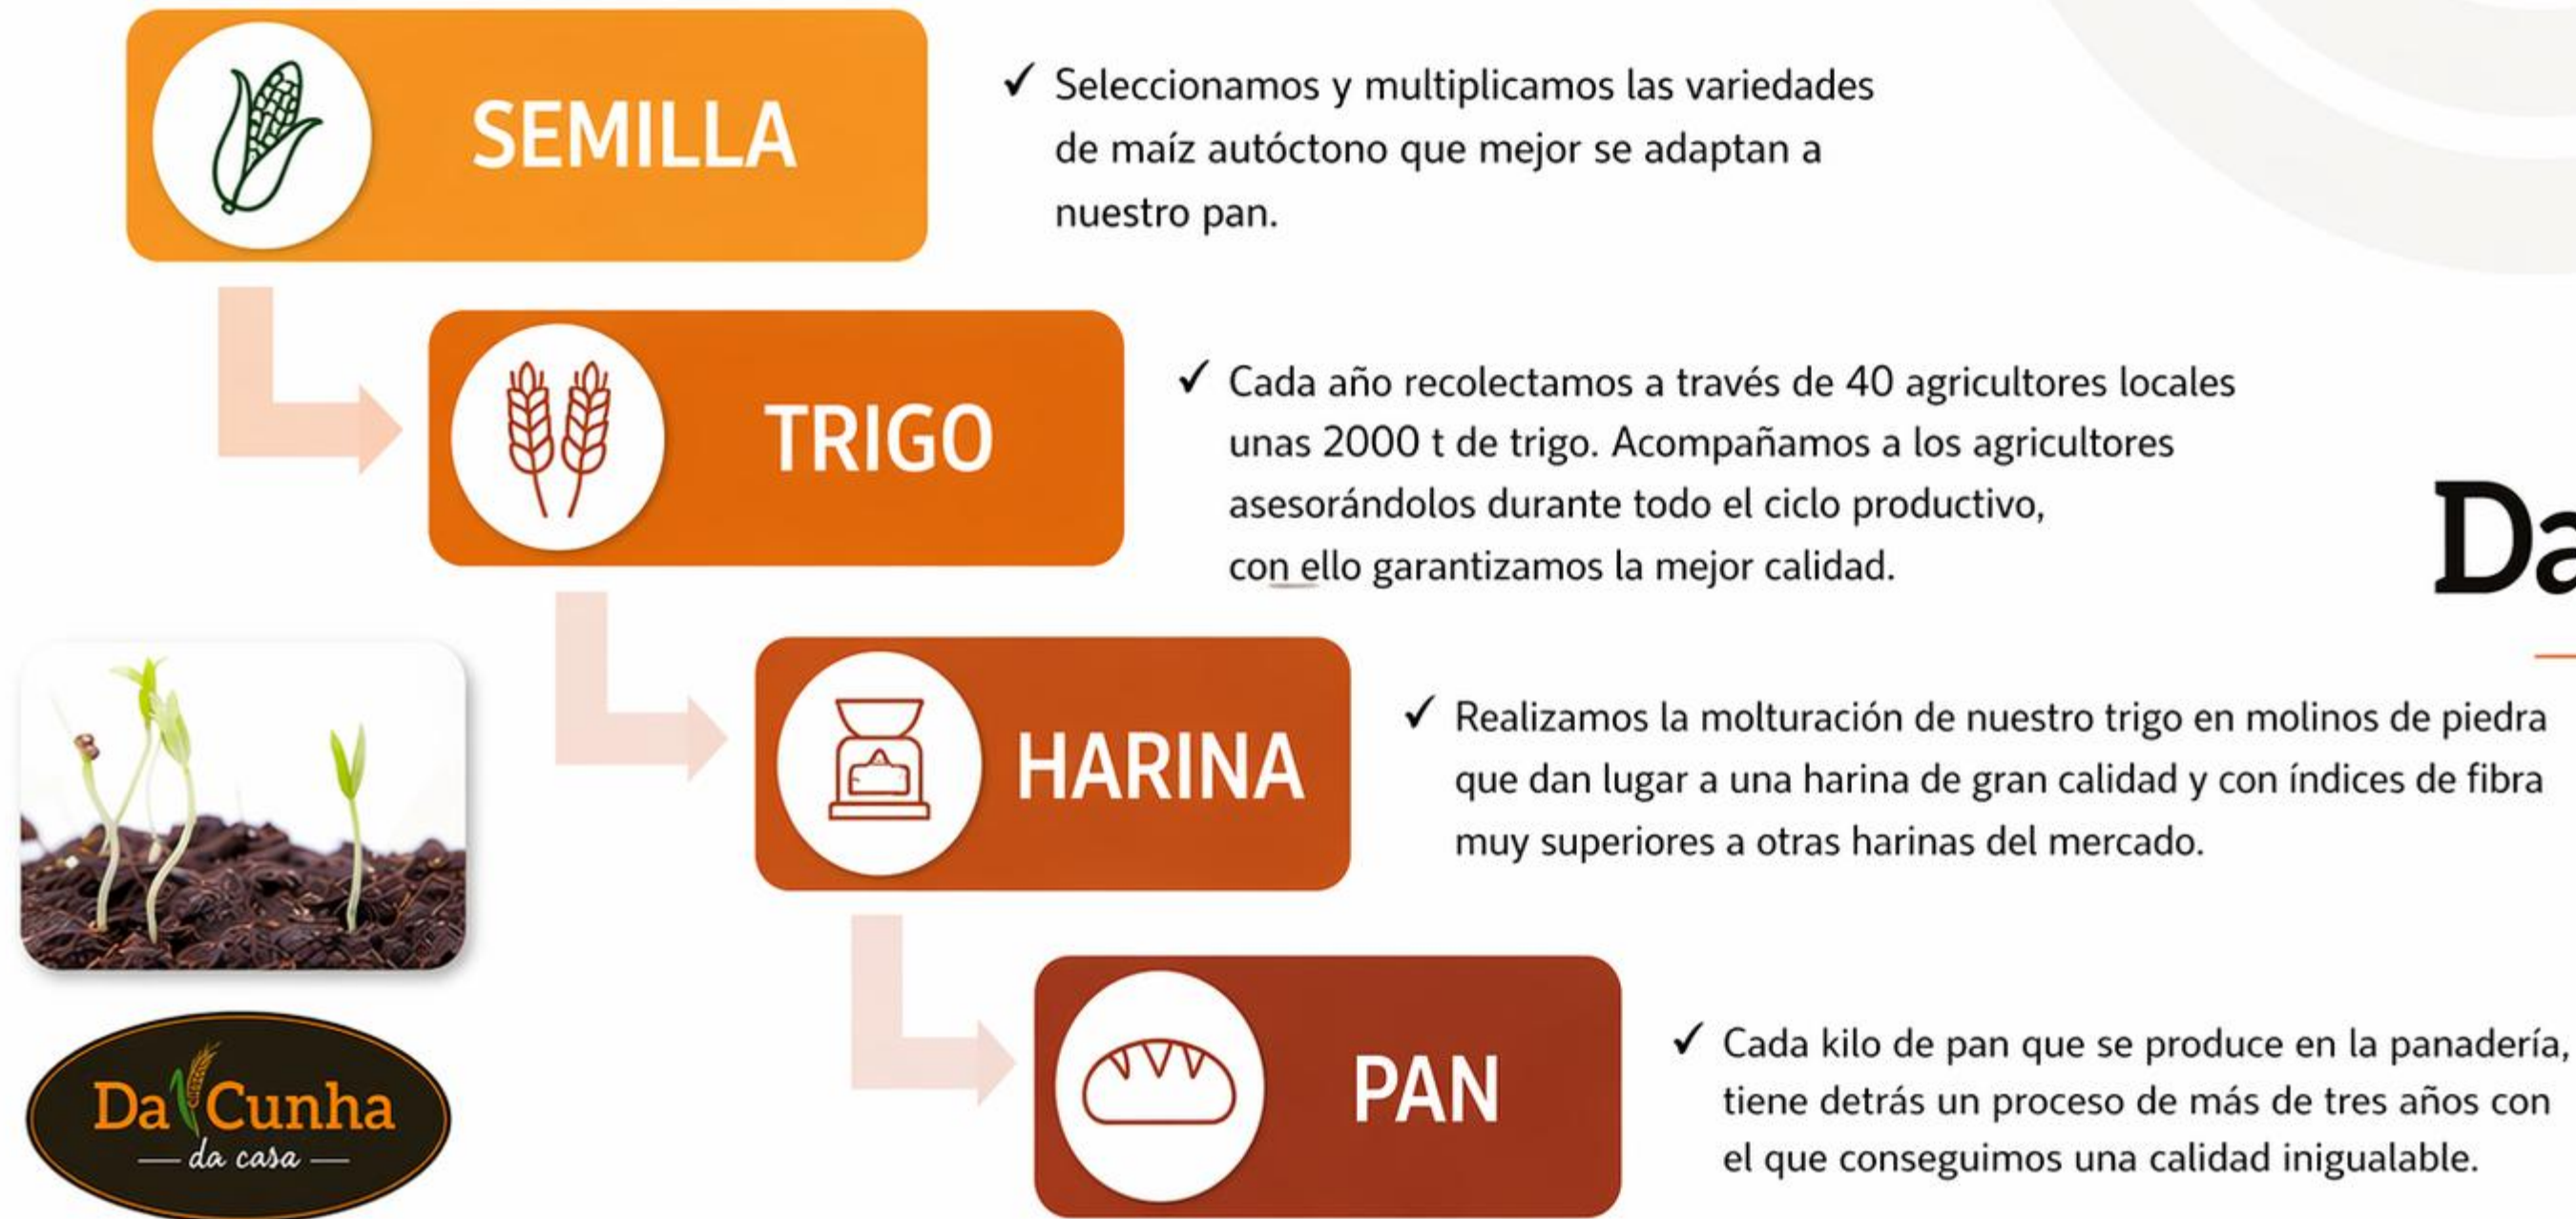 SEMILLA
✓ Seleccionamos y multiplicamos las variedades
de maíz autóctono que mejor se adaptan a
nuestro pan.
TRIGO
✓ Cada año recolectamos a través de 40 agricultores locales
unas 2000 t de trigo. Acompañamos a los agricultores
asesorándolos durante todo el ciclo productivo,
con ello garantizamos la mejor calidad.
Da
HARINA
✓ Realizamos la molturación de nuestro trigo en molinos de piedra
que dan lugar a una harina de gran calidad y con índices de fibra
muy superiores a otras harinas del mercado.
PAN
✓ Cada kilo de pan que se produce en la panadería,
tiene detrás un proceso de más de tres años con
el que conseguimos una calidad inigualable.
Da Cunha
da casa